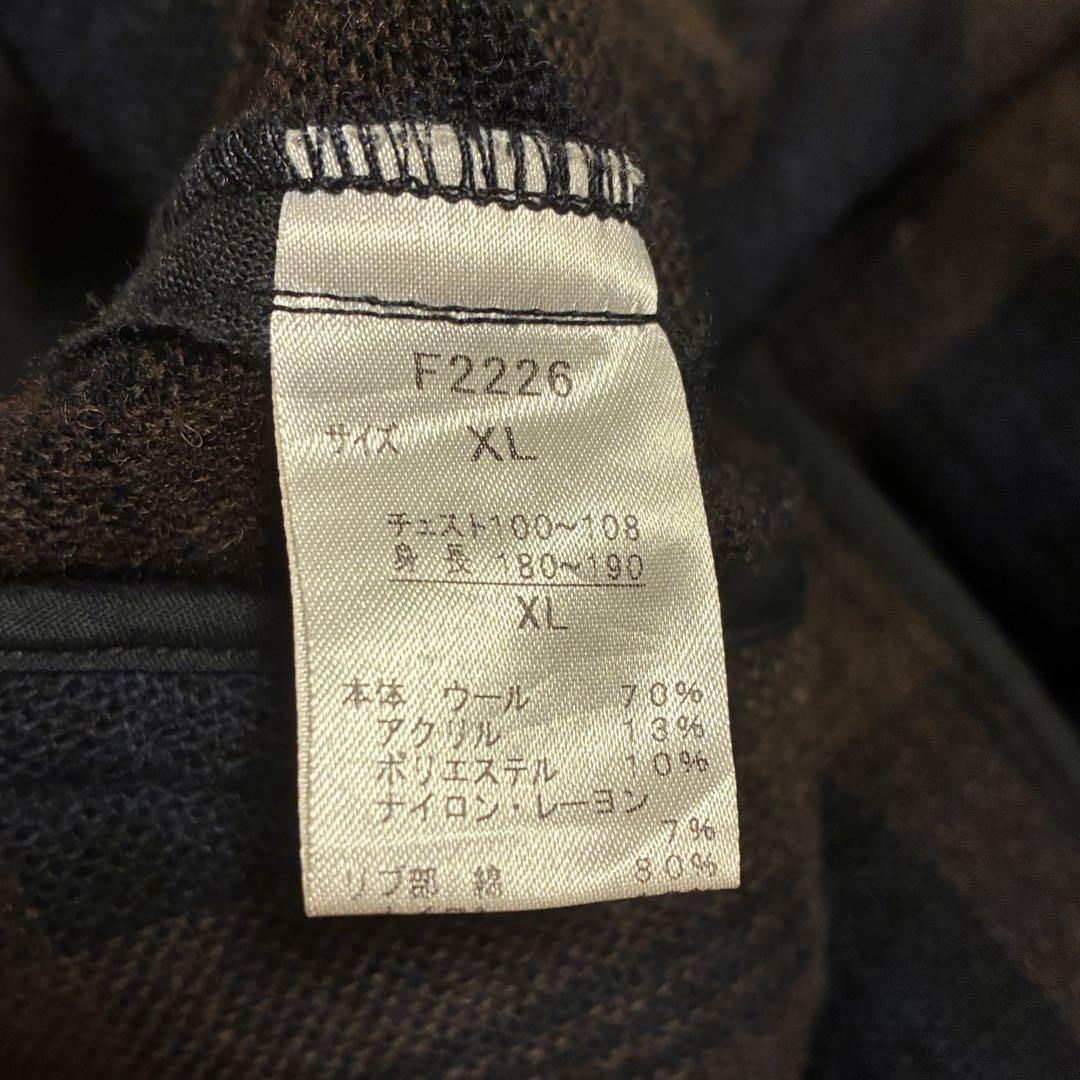 F2226
サイズ XL
チェスト100~108
身長 180~190
XL
本体 ウール 70%
アクリル 13%
ポリエステル 10%
ナイロン・レーヨン
7%
リブ部 綿 80%